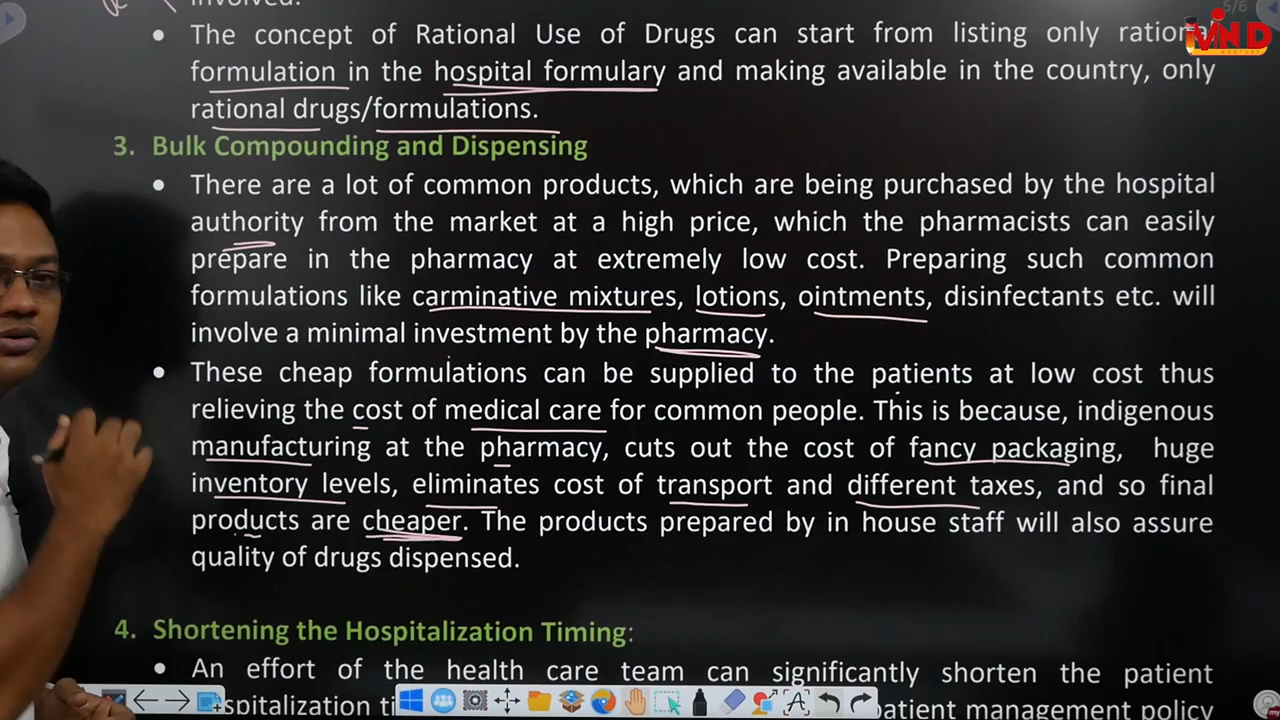 involved.
5/6
• The concept of Rational Use of Drugs can start from listing only rational
formulation in the hospital formulary and making available in the country, only
rational drugs/formulations.
3. Bulk Compounding and Dispensing
• There are a lot of common products, which are being purchased by the hospital
authority from the market at a high price, which the pharmacists can easily
prepare in the pharmacy at extremely low cost. Preparing such common
formulations like carminative mixtures, lotions, ointments, disinfectants etc. will
involve a minimal investment by the pharmacy.
• These cheap formulations can be supplied to the patients at low cost thus
relieving the cost of medical care for common people. This is because, indigenous
manufacturing at the pharmacy, cuts out the cost of fancy packaging, huge
inventory levels, eliminates cost of transport and different taxes, and so final
products are cheaper. The products prepared by in house staff will also assure
quality of drugs dispensed.
4. Shortening the Hospitalization Timing:
• An effort of the health care team can significantly shorten the patient
patient management policy